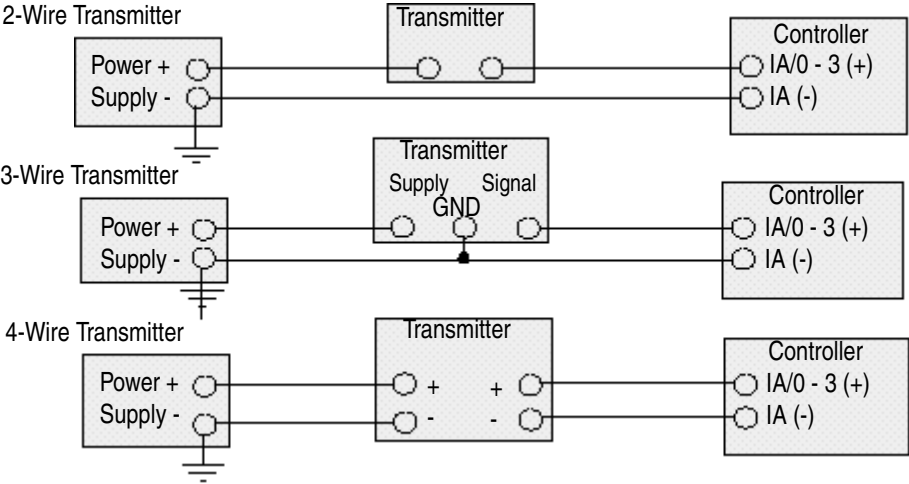 2-Wire Transmitter
Transmitter
Controller
Power +
IA/0 - 3 (+)
Supply -
IA (-)
3-Wire Transmitter
Transmitter
Supply
Signal
GND
Controller
Power +
IA/0 - 3 (+)
Supply -
IA (-)
4-Wire Transmitter
Transmitter
Controller
Power +
+
+
IA/0 - 3 (+)
Supply -
-
-
IA (-)